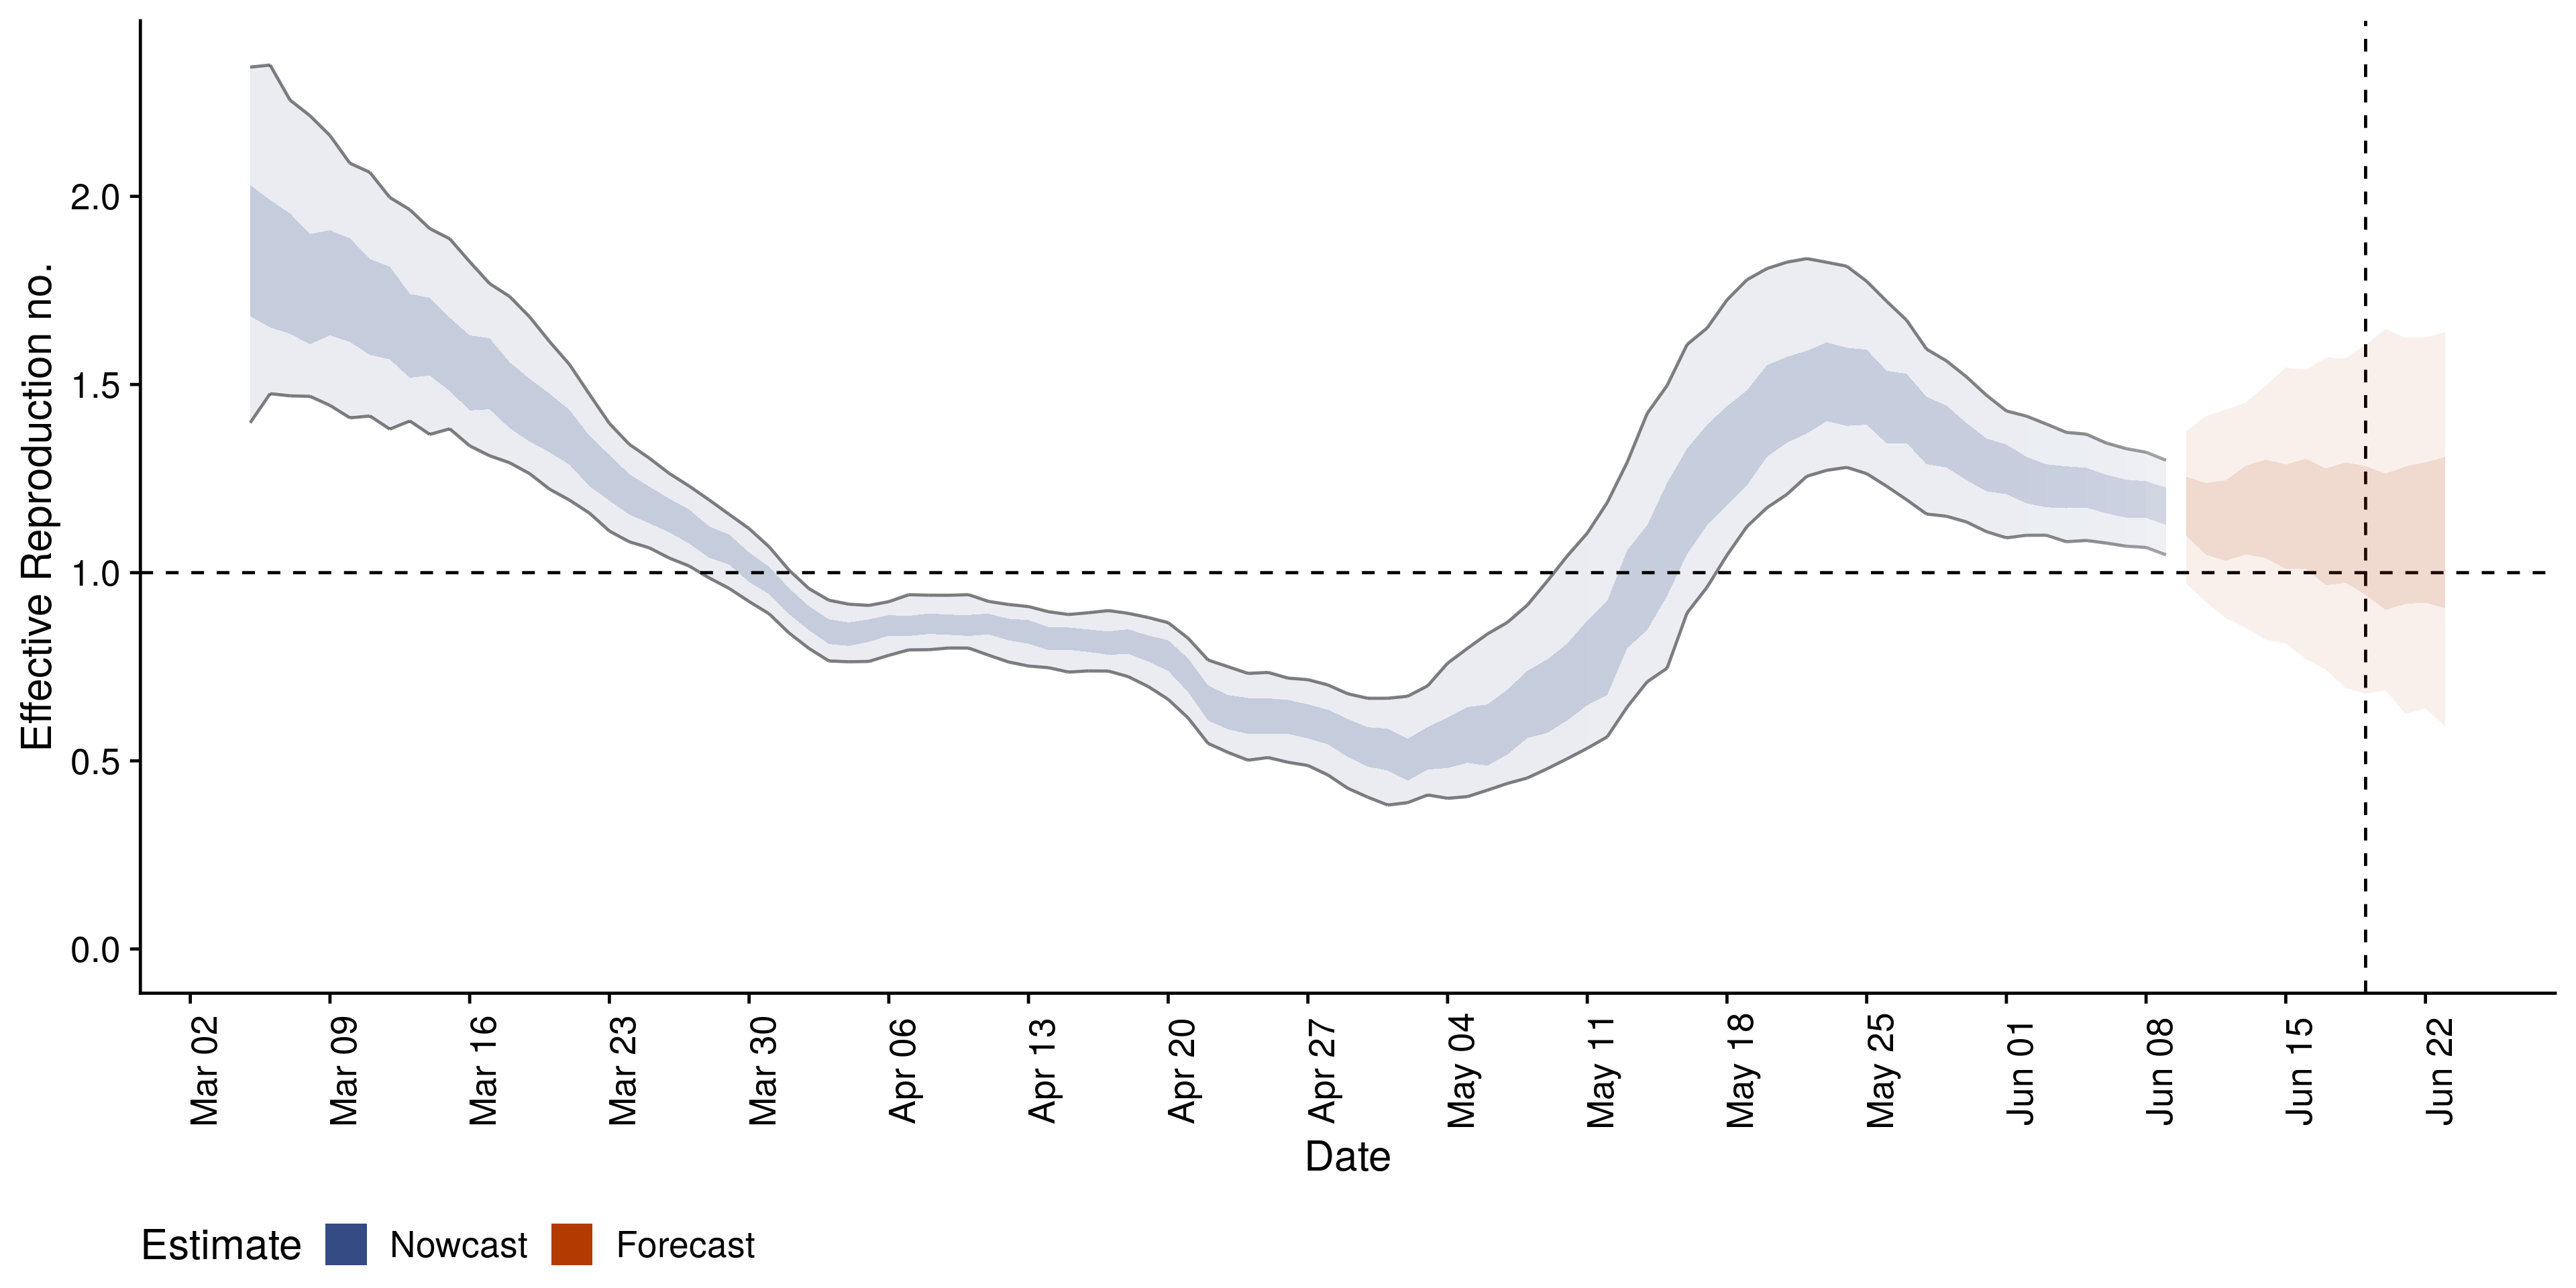 Effective Reproduction no.
2.0
1.5
1.0
0.5
0.0
Mar 02
Mar 09
Mar 16
Mar 23
Mar 30
Apr 06
Apr 13
Apr 20
Apr 27
May 04
May 11
May 18
May 25
Jun 01
Jun 08
Jun 15
Jun 22
Date
Estimate Nowcast Forecast